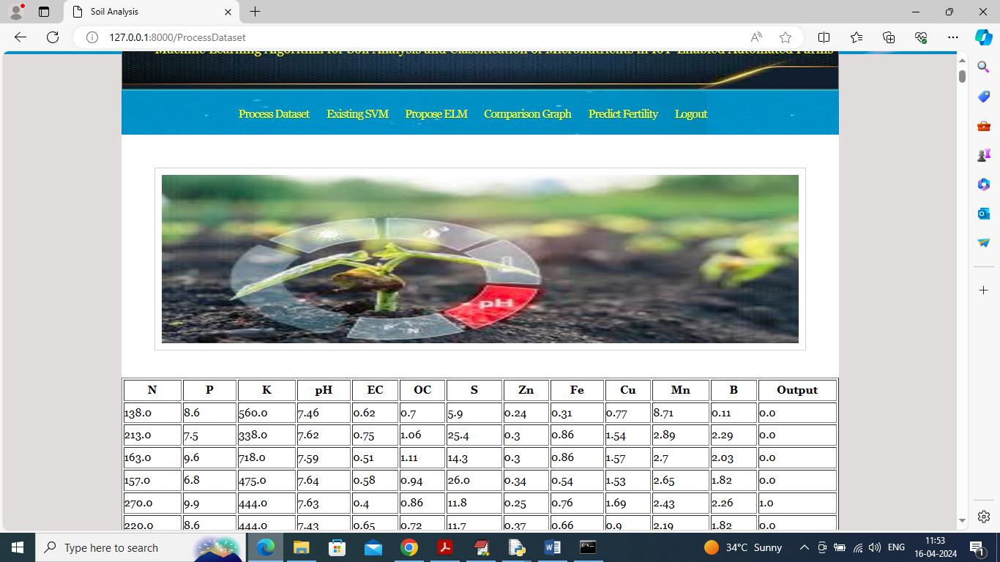 Soil Analysis
127.0.0.1:8000/ProcessDataset
Machine Learning Algorithm for Soil Analysis and Classification of Micronutrients in IoT-Enabled Automated Farms
Process Dataset Existing SVM Propose ELM Comparison Graph Predict Fertility Logout
pH
N
N P K pH EC OC S Zn Fe Cu Mn B Output
138.0 8.6 560.0 7.46 0.62 0.7 5.9 0.24 0.31 0.77 8.71 0.11 0.0
213.0 7.5 338.0 7.62 0.75 1.06 25.4 0.3 0.86 1.54 2.89 2.29 0.0
163.0 9.6 718.0 7.59 0.51 1.11 14.3 0.3 0.86 1.57 2.7 2.03 0.0
157.0 6.8 475.0 7.64 0.58 0.94 26.0 0.34 0.54 1.53 2.65 1.82 0.0
270.0 9.9 444.0 7.63 0.4 0.86 11.8 0.25 0.76 1.69 2.43 2.26 1.0
220.0 8.6 444.0 7.43 0.65 0.72 11.7 0.37 0.66 0.9 2.19 1.82 0.0
Type here to search
34°C Sunny
ENG
11:53
16-04-2024
1